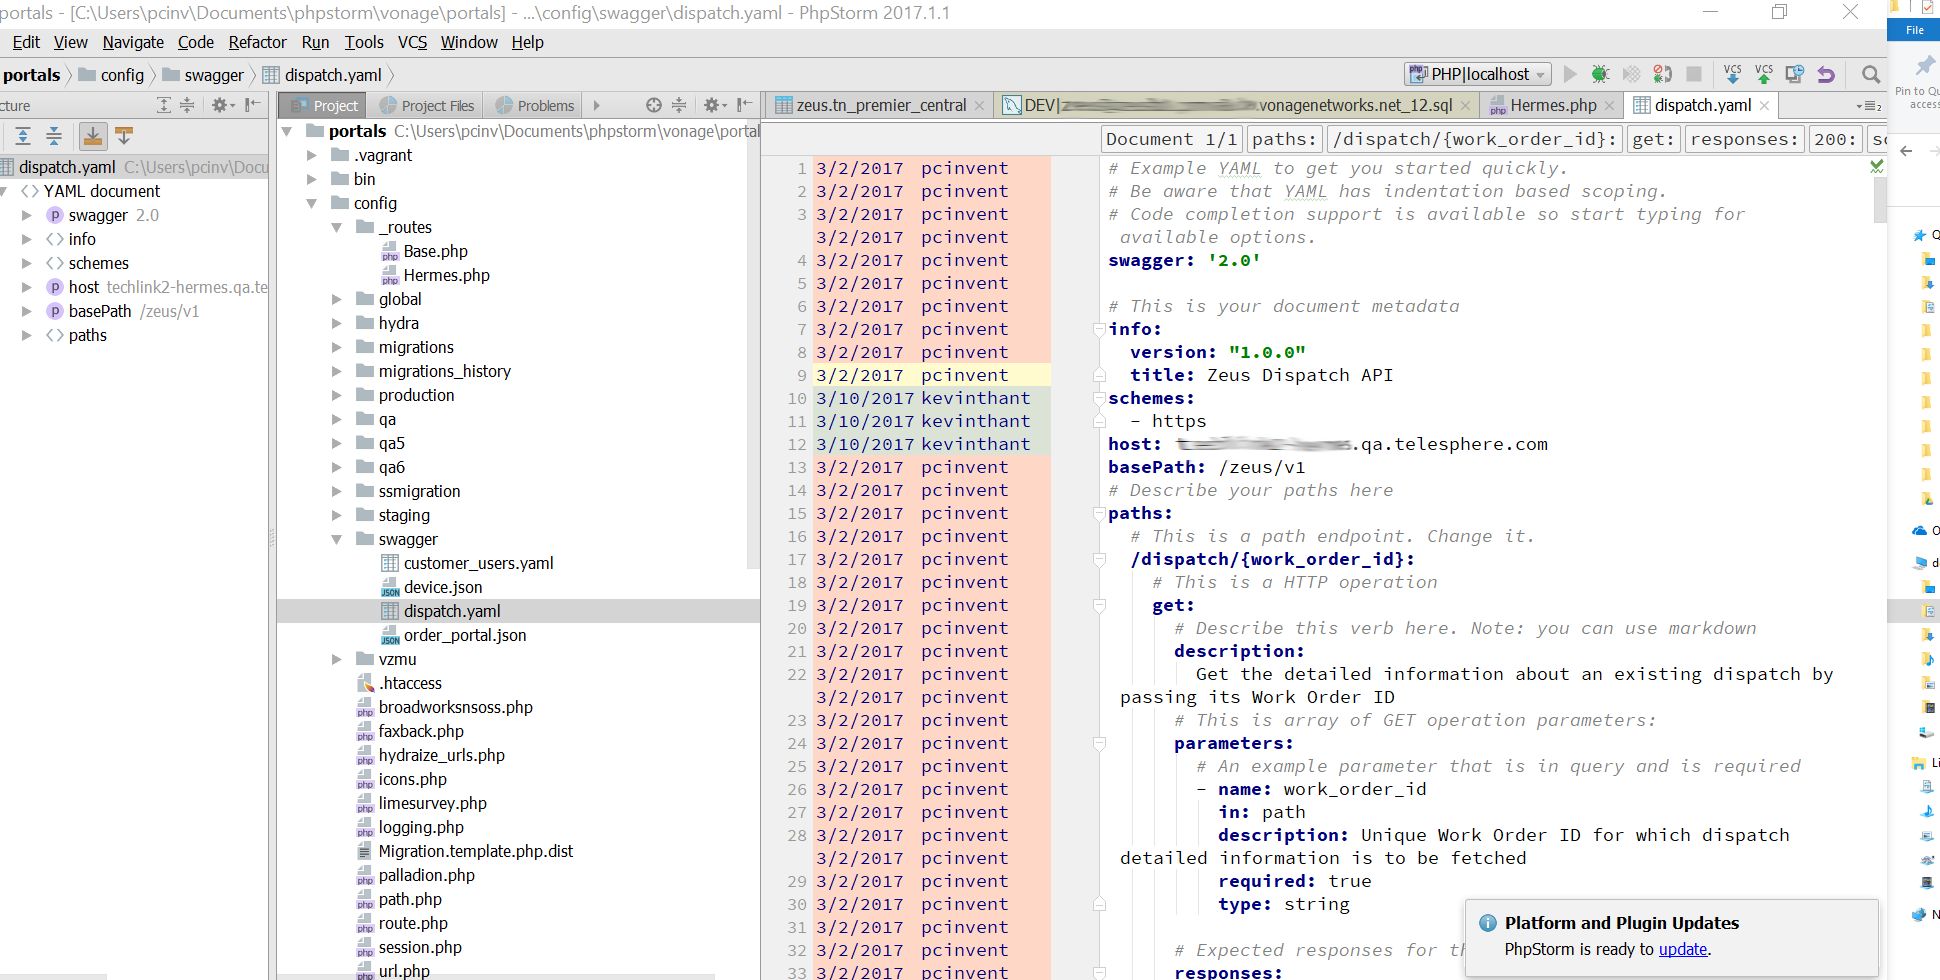 portals - [C:\Users\pcinv\Documents\phpstorm\vonage\portals] - ...\config\swagger\dispatch.yaml - PhpStorm 2017.1.1
Edit View Navigate Code Refactor Run Tools VCS Window Help
File
portals config swagger dispatch.yaml
PHP|localhost
VCS VCS
Pin to Qu
access
cture
Project Project Files Problems
zeus.tn_premier_central DEV| .vonagenetworks.net_12.sql Hermes.php dispatch.yaml
Document 1/1 paths: /dispatch/{work_order_id}: get: responses: 200: sc
dispatch.yaml C:\Users\pcinv\Docu
YAML document
swagger 2.0
info
schemes
host techlink2-hermes.qa.te
basePath /zeus/v1
paths
portals C:\Users\pcinv\Documents\phpstorm\vonage\portal
.vagrant
bin
config
_routes
Base.php
Hermes.php
global
hydra
migrations
migrations_history
production
qa
qa5
qa6
ssmigration
staging
swagger
customer_users.yaml
device.json
dispatch.yaml
order_portal.json
vzmu
.htaccess
broadworksnsoss.php
faxback.php
hydraize_urls.php
icons.php
limesurvey.php
logging.php
Migration.template.php.dist
palladion.php
path.php
route.php
session.php
url.php
1 3/2/2017 pcinvent # Example YAML to get you started quickly.
2 3/2/2017 pcinvent # Be aware that YAML has indentation based scoping.
3 3/2/2017 pcinvent # Code completion support is available so start typing for
3/2/2017 pcinvent available options.
4 3/2/2017 pcinvent swagger: '2.0'
5 3/2/2017 pcinvent
6 3/2/2017 pcinvent # This is your document metadata
7 3/2/2017 pcinvent info:
8 3/2/2017 pcinvent version: "1.0.0"
9 3/2/2017 pcinvent title: Zeus Dispatch API
10 3/10/2017 kevinthant schemes:
11 3/10/2017 kevinthant - https
12 3/10/2017 kevinthant host: .qa.telesphere.com
13 3/2/2017 pcinvent basePath: /zeus/v1
14 3/2/2017 pcinvent # Describe your paths here
15 3/2/2017 pcinvent paths:
16 3/2/2017 pcinvent # This is a path endpoint. Change it.
17 3/2/2017 pcinvent /dispatch/{work_order_id}:
18 3/2/2017 pcinvent # This is a HTTP operation
19 3/2/2017 pcinvent get:
20 3/2/2017 pcinvent # Describe this verb here. Note: you can use markdown
21 3/2/2017 pcinvent description:
22 3/2/2017 pcinvent Get the detailed information about an existing dispatch by
3/2/2017 pcinvent passing its Work Order ID
23 3/2/2017 pcinvent # This is array of GET operation parameters:
24 3/2/2017 pcinvent parameters:
25 3/2/2017 pcinvent # An example parameter that is in query and is required
26 3/2/2017 pcinvent - name: work_order_id
27 3/2/2017 pcinvent in: path
28 3/2/2017 pcinvent description: Unique Work Order ID for which dispatch
3/2/2017 pcinvent detailed information is to be fetched
29 3/2/2017 pcinvent required: true
30 3/2/2017 pcinvent type: string
31 3/2/2017 pcinvent
32 3/2/2017 pcinvent # Expected responses for th
33 3/2/2017 pcinvent responses:
Platform and Plugin Updates
PhpStorm is ready to update.